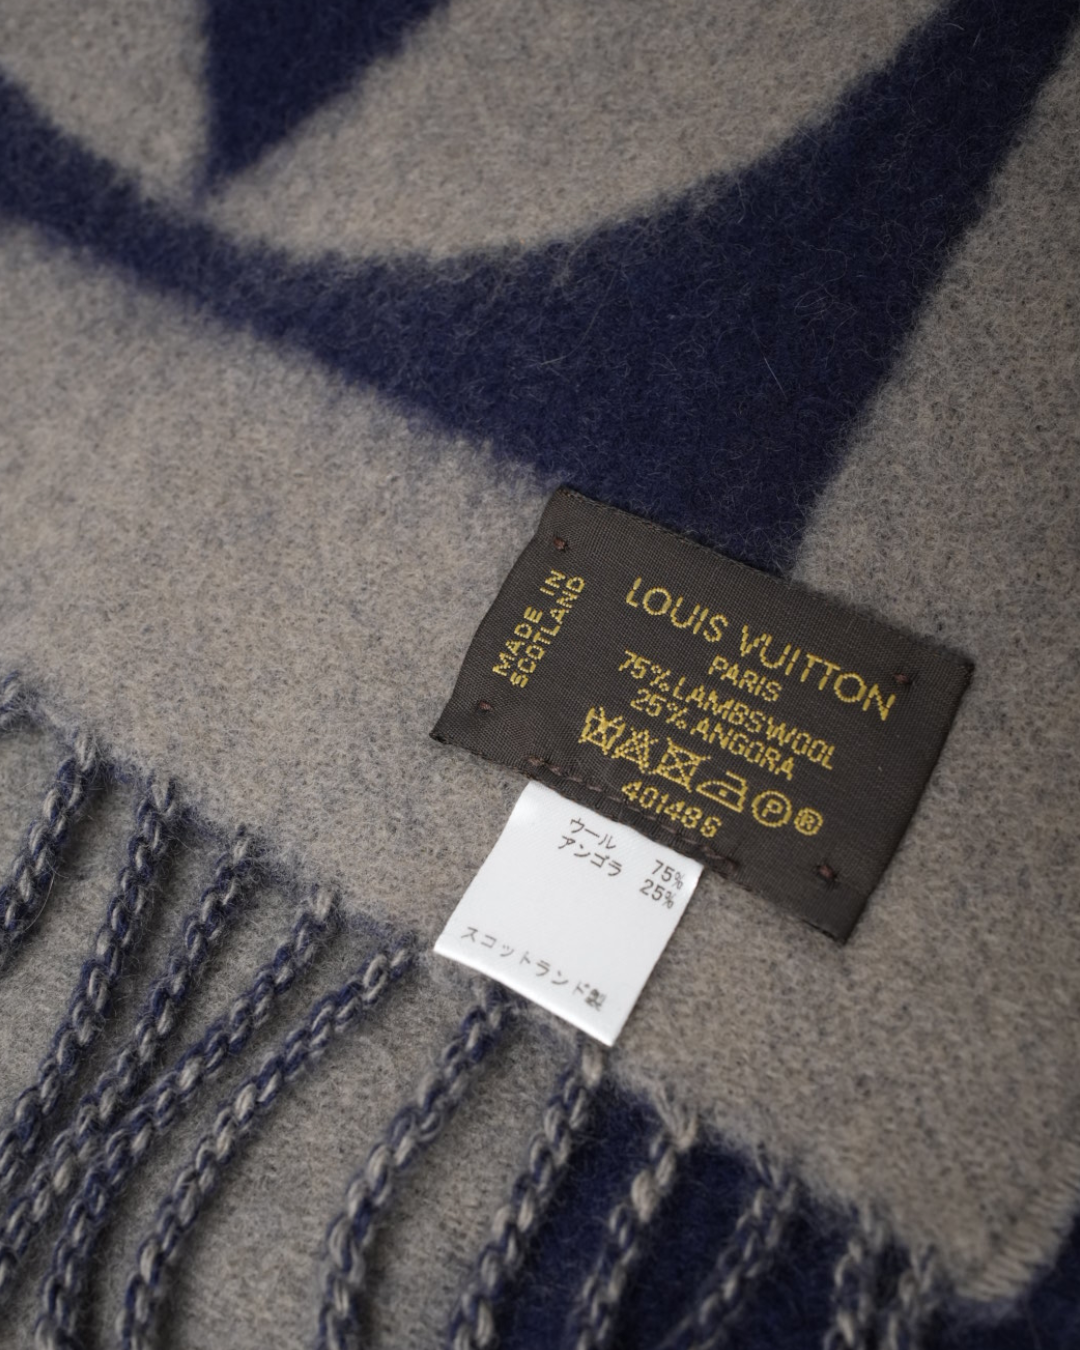 MADE IN
SCOTLAND
LOUIS VUITTON
PARIS
75% LAMBSWOOL
25% ANGORA
P ®
401486
ウール 75%
アンゴラ 25%
スコットランド製